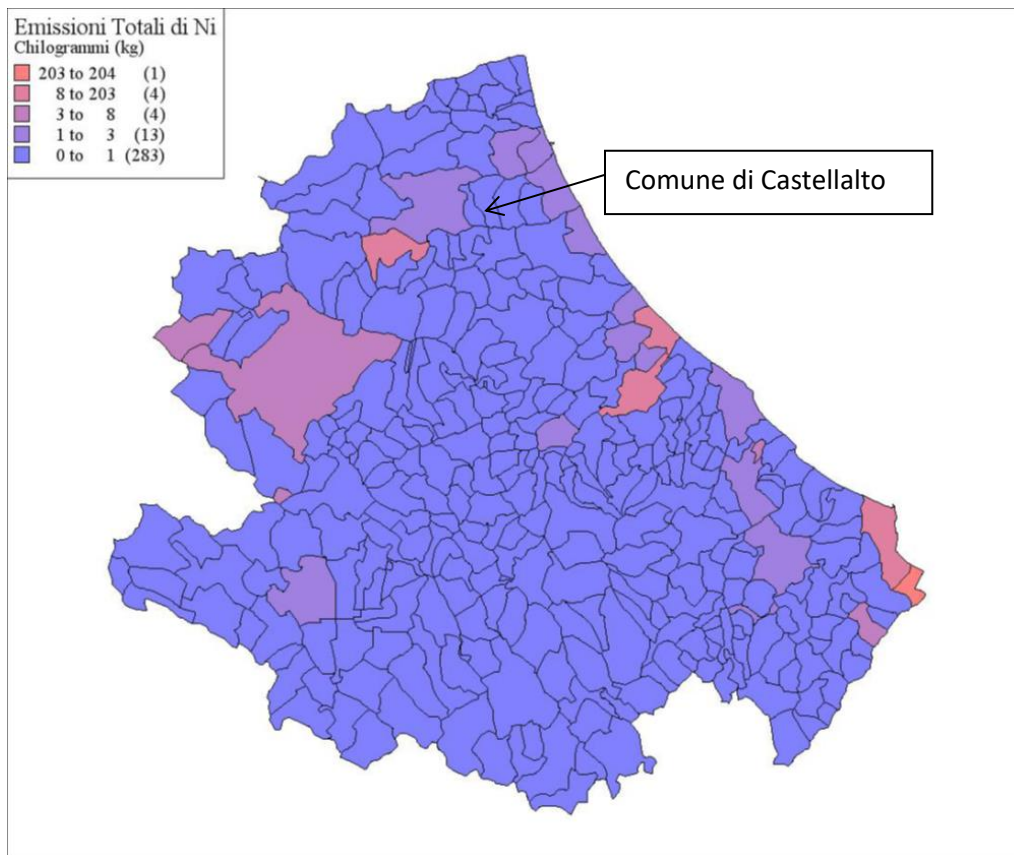 Emissioni Totali di Ni
Chilogrammi (kg)
203 to 204 (1)
8 to 203 (4)
3 to 8 (4)
1 to 3 (13)
0 to 1 (283)
Comune di Castellalto